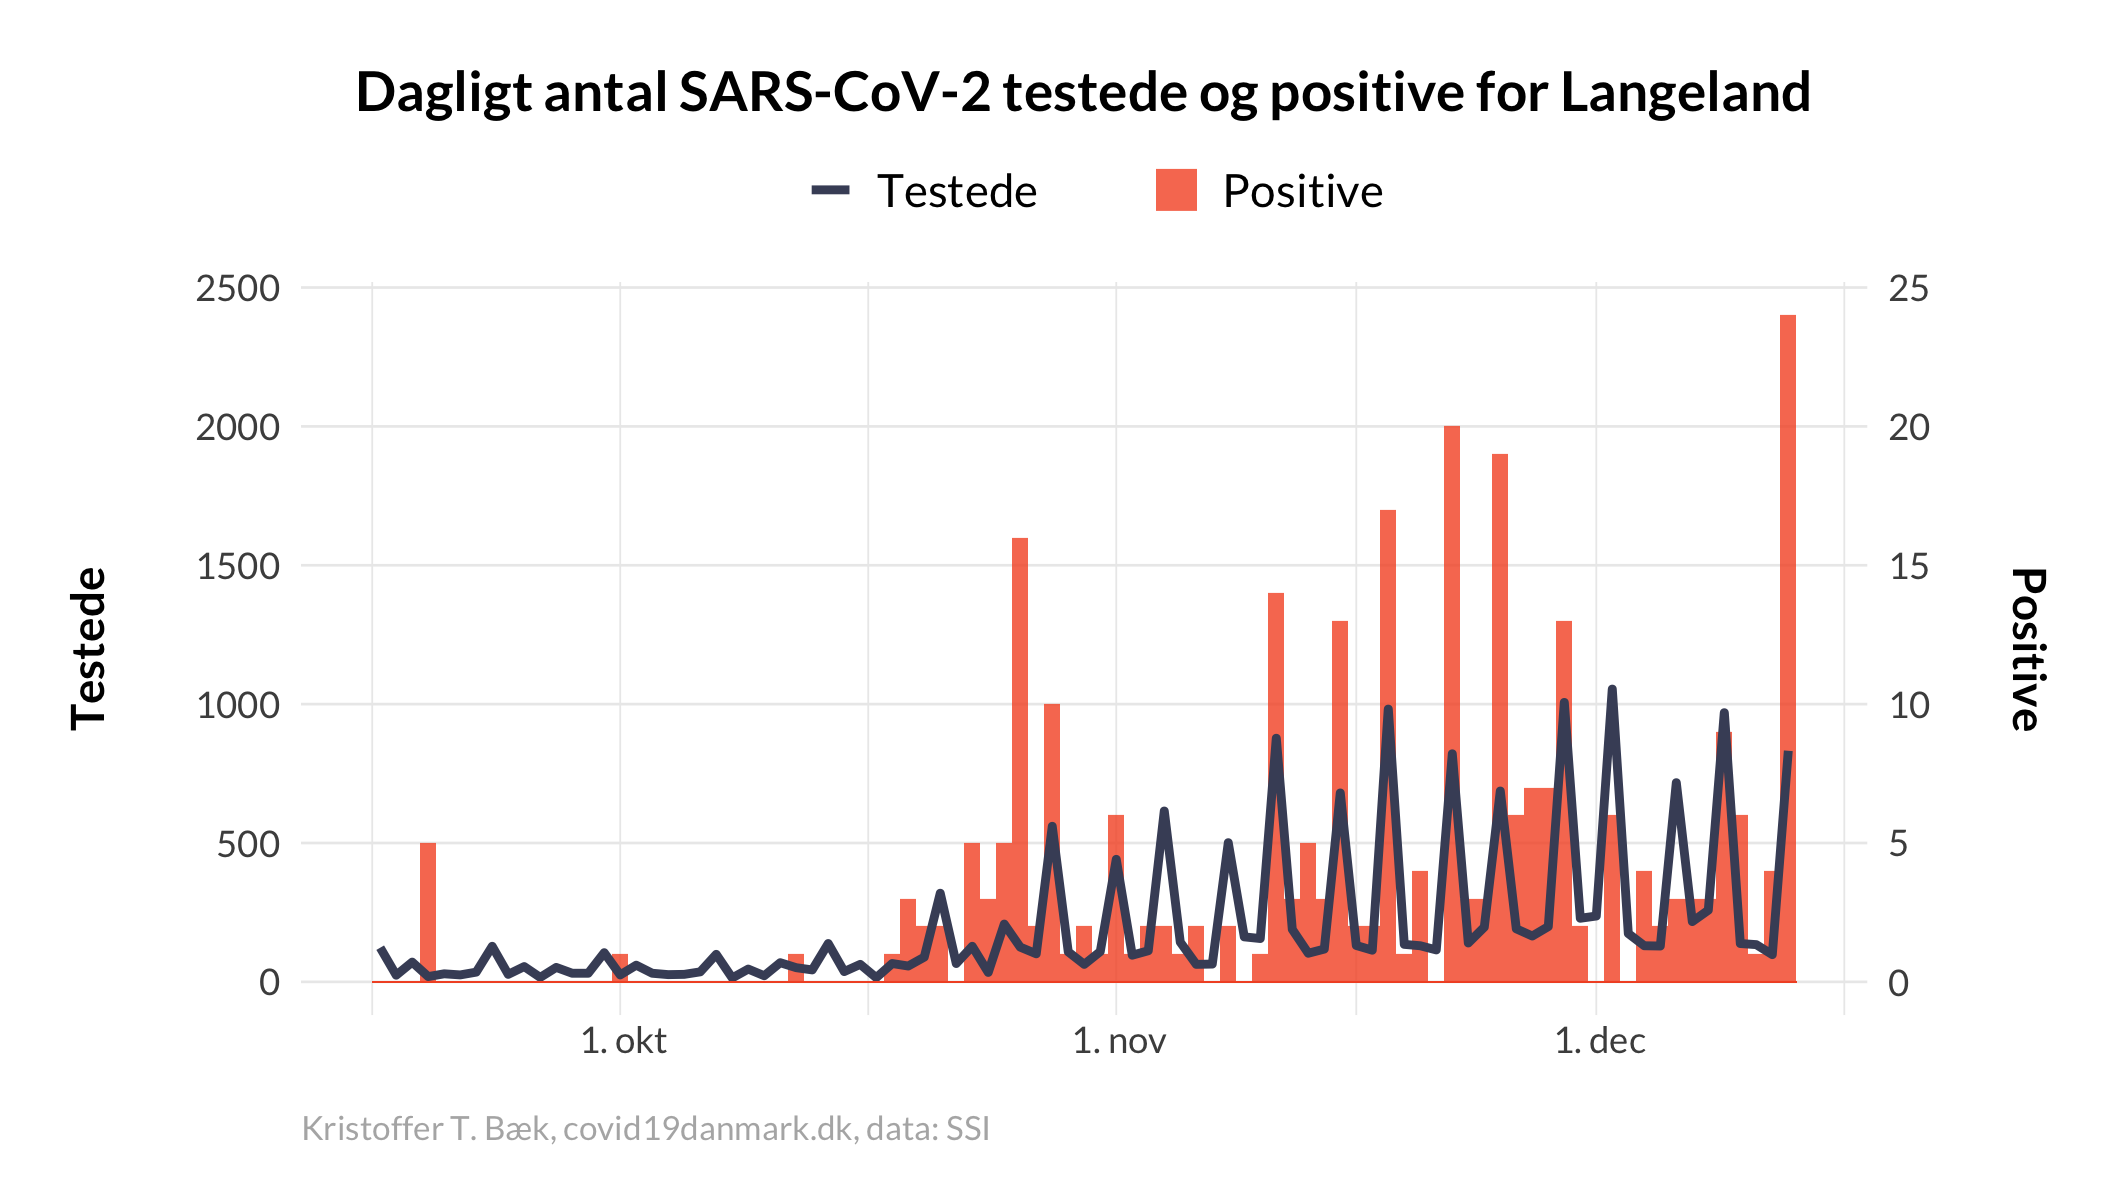 Dagligt antal SARS-CoV-2 testede og positive for Langeland
Testede
Positive
2500
2000
1500
1000
500
0
Testede
25
20
15
10
5
0
Positive
1. okt
1. nov
1. dec
Kristoffer T. Bæk, covid19danmark.dk, data: SSI